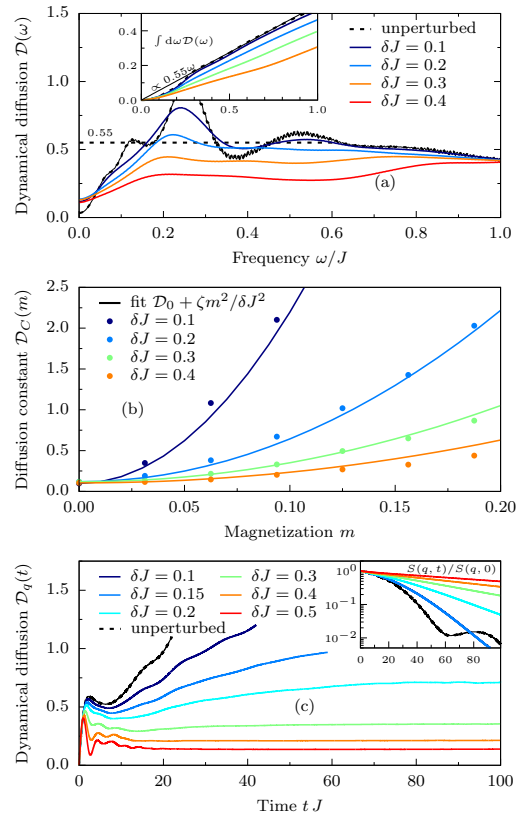 Dynamical diffusion 𝒟(ω)
1.5
1.0
0.5
0.0
0.0
0.2
0.4
0.6
0.8
1.0
Frequency ω/J
0.55
(a)
unperturbed
δJ = 0.1
δJ = 0.2
δJ = 0.3
δJ = 0.4
∫ dω𝒟(ω)
∝ 0.55ω
0.4
0.2
0.0
0.5
1.0
Diffusion constant 𝒟_C(m)
2.5
2.0
1.5
1.0
0.5
0.0
0.00
0.05
0.10
0.15
0.20
Magnetization m
fit 𝒟₀ + ζm²/δJ²
δJ = 0.1
δJ = 0.2
δJ = 0.3
δJ = 0.4
(b)
Dynamical diffusion 𝒟_q(t)
1.5
1.0
0.5
0.0
0
20
40
60
80
100
Time t J
δJ = 0.1
δJ = 0.15
δJ = 0.2
unperturbed
δJ = 0.3
δJ = 0.4
δJ = 0.5
(c)
S(q, t)/S(q, 0)
10⁰
10⁻¹
10⁻²
0
20
40
60
80